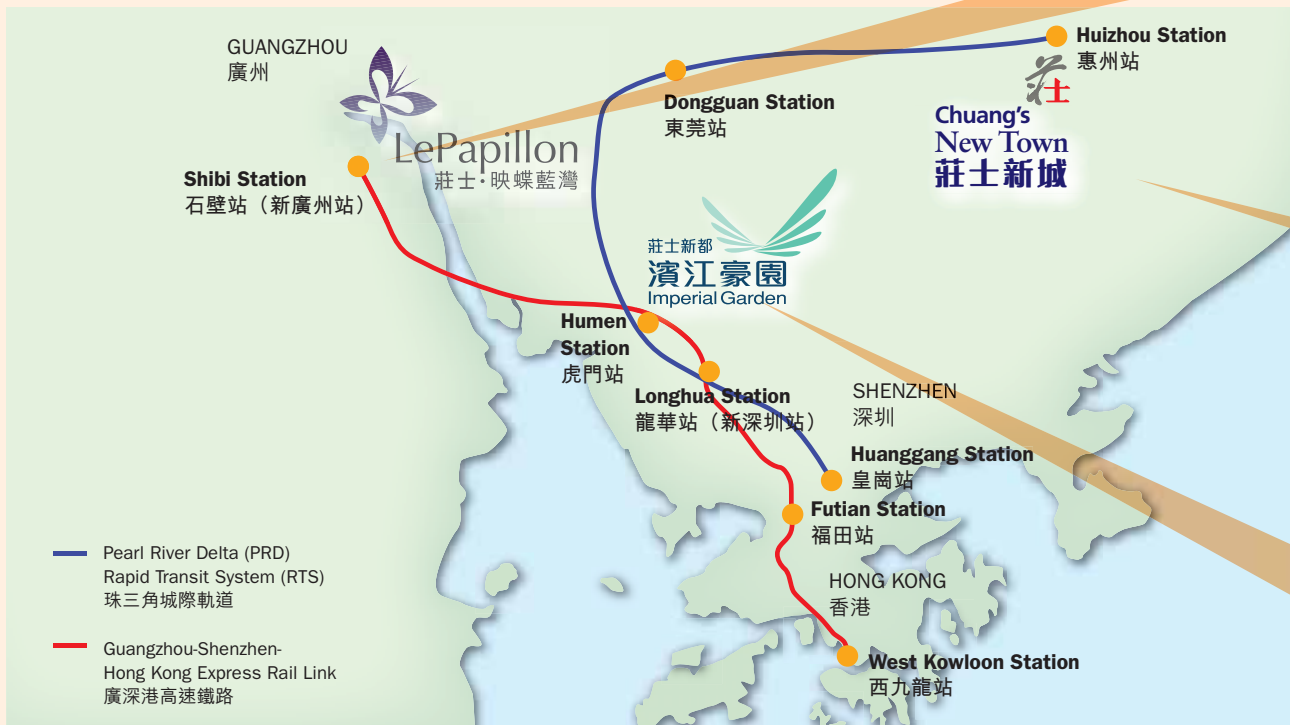 GUANGZHOU
廣州
Huizhou Station
惠州站
Dongguan Station
東莞站
莊士
Chuang's
New Town
莊士新城
LePapillon
莊士·映蝶藍灣
Shibi Station
石壁站（新廣州站）
莊士新都
濱江豪園
Imperial Garden
Humen
Station
虎門站
Longhua Station
龍華站（新深圳站）
SHENZHEN
深圳
Huanggang Station
皇崗站
Futian Station
福田站
HONG KONG
香港
West Kowloon Station
西九龍站
Pearl River Delta (PRD)
Rapid Transit System (RTS)
珠三角城際軌道
Guangzhou-Shenzhen-
Hong Kong Express Rail Link
廣深港高速鐵路